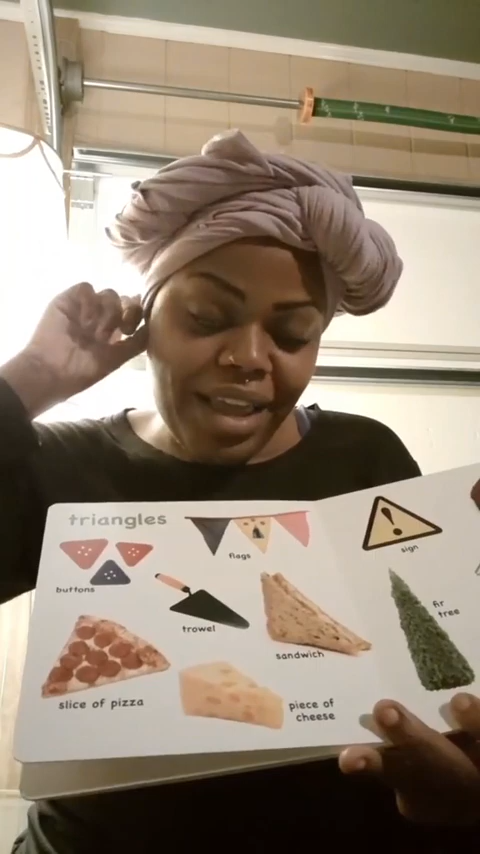 triangles
flags
sign
buttons
trowel
fir
tree
sandwich
slice of pizza
piece of
cheese